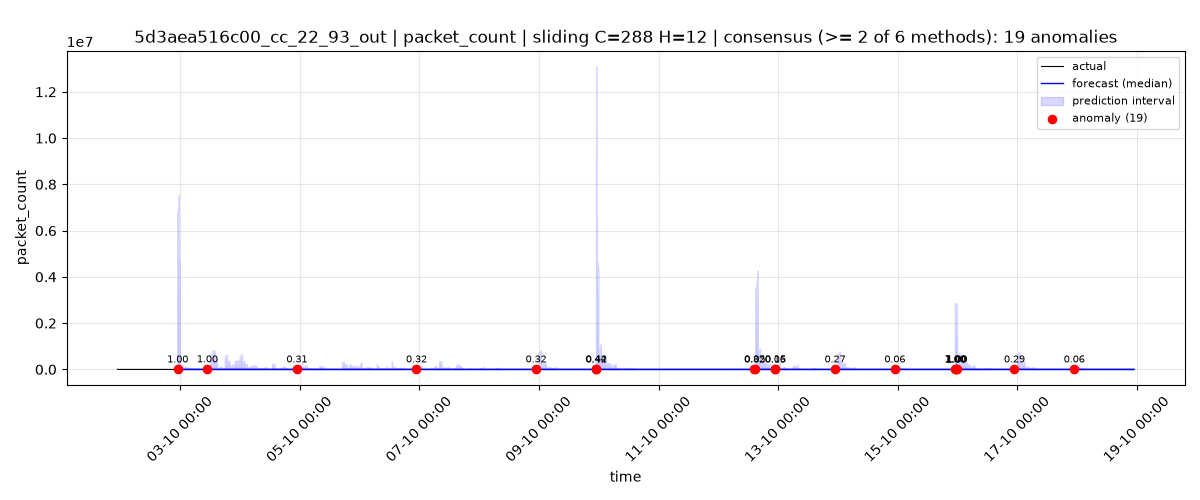 5d3aea516c00_cc_22_93_out | packet_count | sliding C=288 H=12 | consensus (>= 2 of 6 methods): 19 anomalies
1e7
actual
forecast (median)
prediction interval
anomaly (19)
1.2
1.0
0.8
0.6
0.4
0.2
0.0
packet_count
1.00 1.00 0.31 0.32 0.32 0.27 0.06 1.00 0.29 0.06
03-10 00:00
05-10 00:00
07-10 00:00
09-10 00:00
11-10 00:00
13-10 00:00
15-10 00:00
17-10 00:00
19-10 00:00
time